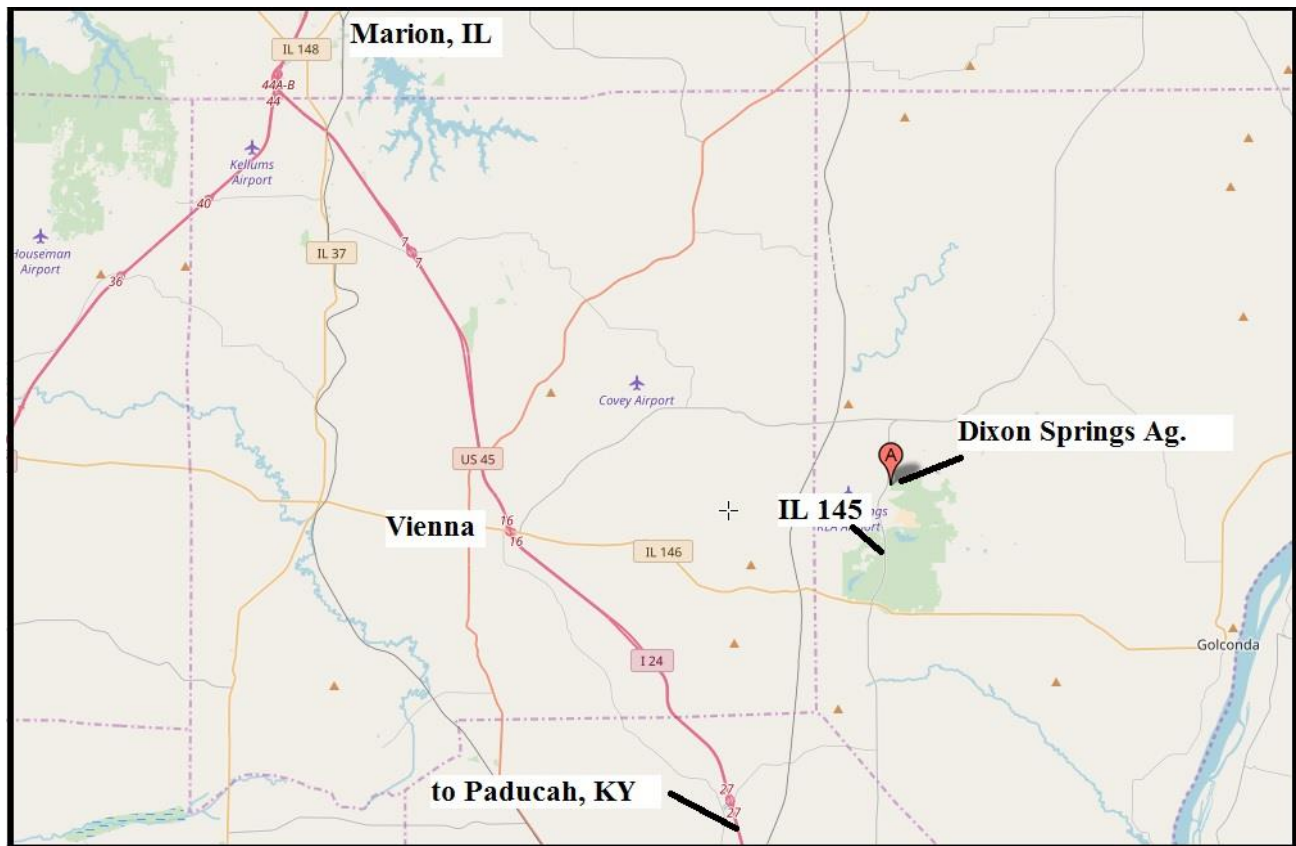 Marion, IL
IL 148
44A-B
44
Kellums
Airport
40
Houseman
Airport
IL 37
7
7
36
Covey Airport
Dixon Springs Ag.
A
US 45
IL 145
Airport
Vienna
16
16
IL 146
Golconda
I 24
to Paducah, KY
27
27